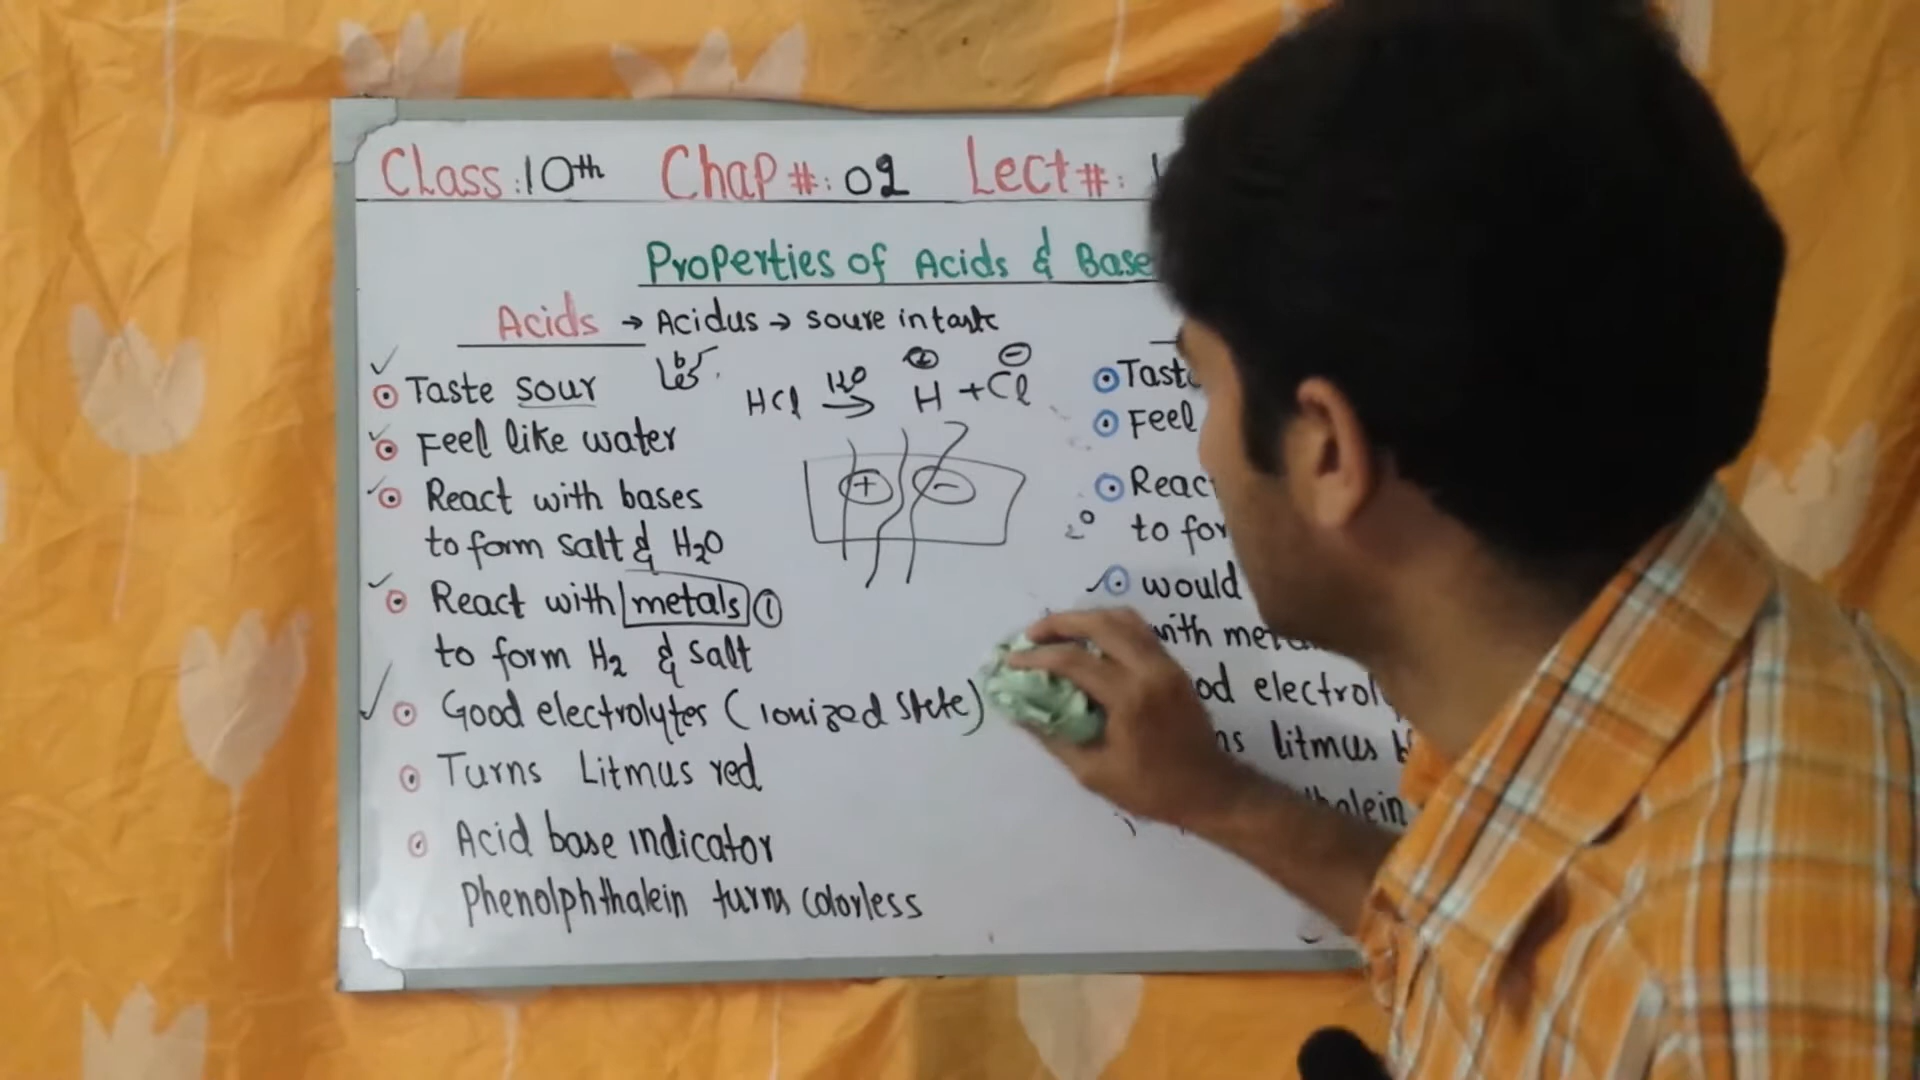 Class: 10th Chap #: 02 Lect #:
Properties of Acids & Base
Acids → Acidus → soure in taste
Taste sour
Feel like water
React with bases
to form salt & H₂O
React with metals ①
to form H₂ & salt
Good electrolytes (ionized state)
Turns Litmus red
Acid base indicator
Phenolphthalein turns colorless
HCl H₂O → H⊕ + Cl⊖
+ −
Taste
Feel
React
to for
would
with met
od electrol
ns litmus b
thalein